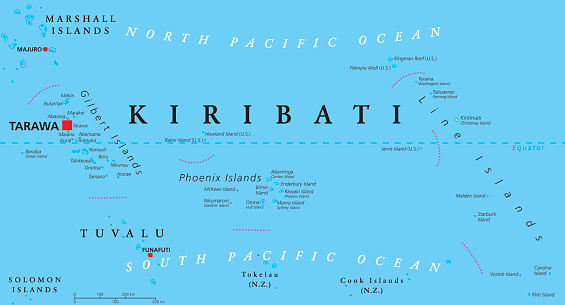 MARSHALL
ISLANDS
MAJURO
NORTH PACIFIC OCEAN
Kingman Reef (U.S.)
Palmyra Atoll (U.S.)
Teraina
Washington Island
Tabuaeran
Fanning Island
Kiritimati
Christmas Island
Makin
Butaritari
Marakei
Abaiang
TARAWA
Tarawa
Maiana
Abemama
Kuria
Aranuka
Gilbert Islands
KIRIBATI
Line Islands
Howland Island (U.S.)
Baker Island (U.S.)
Jarvis Island (U.S.)
Equator
Banaba
Ocean Island
Nonouti
Tabiteuea
Beru
Nikunau
Onotoa
Tamana
Arorae
Phoenix Islands
Abariringa
Canton Island
McKean Island
Birnie
Island
Enderbury Island
Rawaki Island
Phoenix Island
Nikumaroro
Gardner Island
Orona
Hull Island
Manra Island
Sydney Island
Malden Island
Starbuck
Island
TUVALU
FUNAFUTI
SOUTH PACIFIC OCEAN
Vostok Island
Caroline
Island
Flint Island
SOLOMON
ISLANDS
Tokelau
(N.Z.)
Cook Islands
(N.Z.)
0 100 200 km
0 100 200 mi